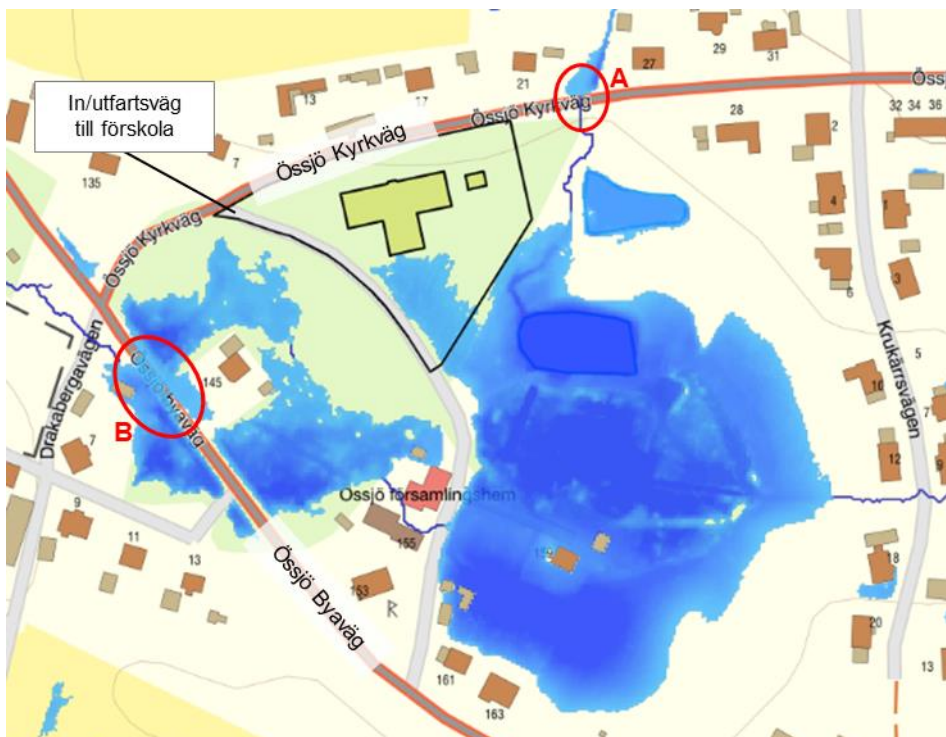 In/utfartsväg
till förskola
A
B
Össjö Kyrkväg
Össjö Kyrkväg
Össjö Kyrkväg
Öss
Össjö Byaväg
Össjö Byaväg
Drakabergavägen
Krukärrsvägen
Össjö församlingshem
135
7
13
17
21
27
29
31
28
2
32
34
36
4
1
6
3
5
10
7
12
9
18
20
13
145
7
9
11
13
155
153
159
161
163
R